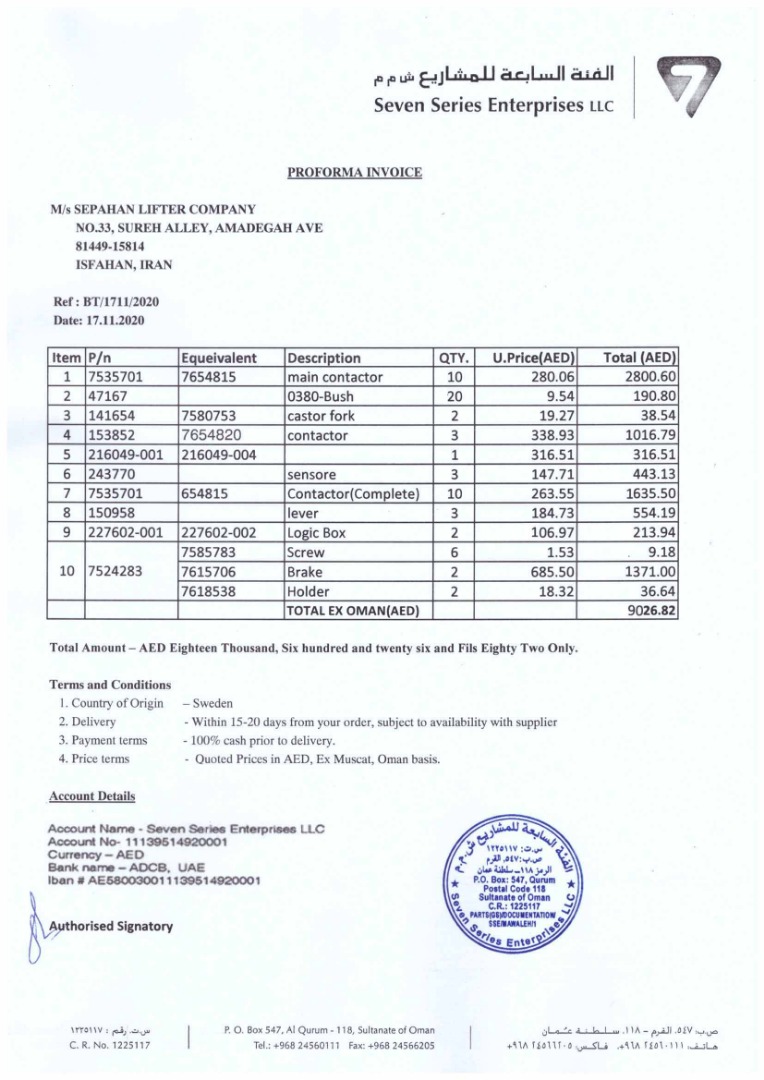 الفئة السابعة للمشاريع ش م م
Seven Series Enterprises LLC
7
PROFORMA INVOICE
M/s SEPAHAN LIFTER COMPANY
NO.33, SUREH ALLEY, AMADEGAH AVE
81449-15814
ISFAHAN, IRAN
Ref : BT/1711/2020
Date: 17.11.2020
Item P/n Equeivalent Description QTY. U.Price(AED) Total (AED)
1 7535701 7654815 main contactor 10 280.06 2800.60
2 47167 0380-Bush 20 9.54 190.80
3 141654 7580753 castor fork 2 19.27 38.54
4 153852 7654820 contactor 3 338.93 1016.79
5 216049-001 216049-004 1 316.51 316.51
6 243770 sensore 3 147.71 443.13
7 7535701 654815 Contactor(Complete) 10 263.55 1635.50
8 150958 lever 3 184.73 554.19
9 227602-001 227602-002 Logic Box 2 106.97 213.94
7585783 Screw 6 1.53 9.18
10 7524283 7615706 Brake 2 685.50 1371.00
7618538 Holder 2 18.32 36.64
TOTAL EX OMAN(AED) 9026.82
Total Amount – AED Eighteen Thousand, Six hundred and twenty six and Fils Eighty Two Only.
Terms and Conditions
1. Country of Origin – Sweden
2. Delivery - Within 15-20 days from your order, subject to availability with supplier
3. Payment terms - 100% cash prior to delivery.
4. Price terms - Quoted Prices in AED, Ex Muscat, Oman basis.
Account Details
Account Name - Seven Series Enterprises LLC
Account No- 11139514920001
Currency – AED
Bank name – ADCB, UAE
Iban # AE580030011139514920001
Authorised Signatory
الفئة السابعة للمشاريع ش.م.م
س.ت: ١٢٢٥١١٧
ص.ب: ٥٤٧، القرم
الرمز ١١٨ - سلطنة عمان
P.O. Box: 547, Qurum
Postal Code 118
Sultanate of Oman
C.R.: 1225117
PARTS(GS)/DOCUMENTATION/
SSE/MAWALEH/1
Seven Series Enterprises LLC
س.ت. رقم : ١٢٢٥١١٧
C. R. No. 1225117
P. O. Box 547, Al Qurum - 118, Sultanate of Oman
Tel.: +968 24560111 Fax: +968 24566205
ص.ب: ٥٤٧، القرم – ١١٨، سلطنة عمان
هاتف: ٢٤٥٦٠١١١ ٩٦٨+، فاكس: ٢٤٥٦٦٢٠٥ ٩٦٨+